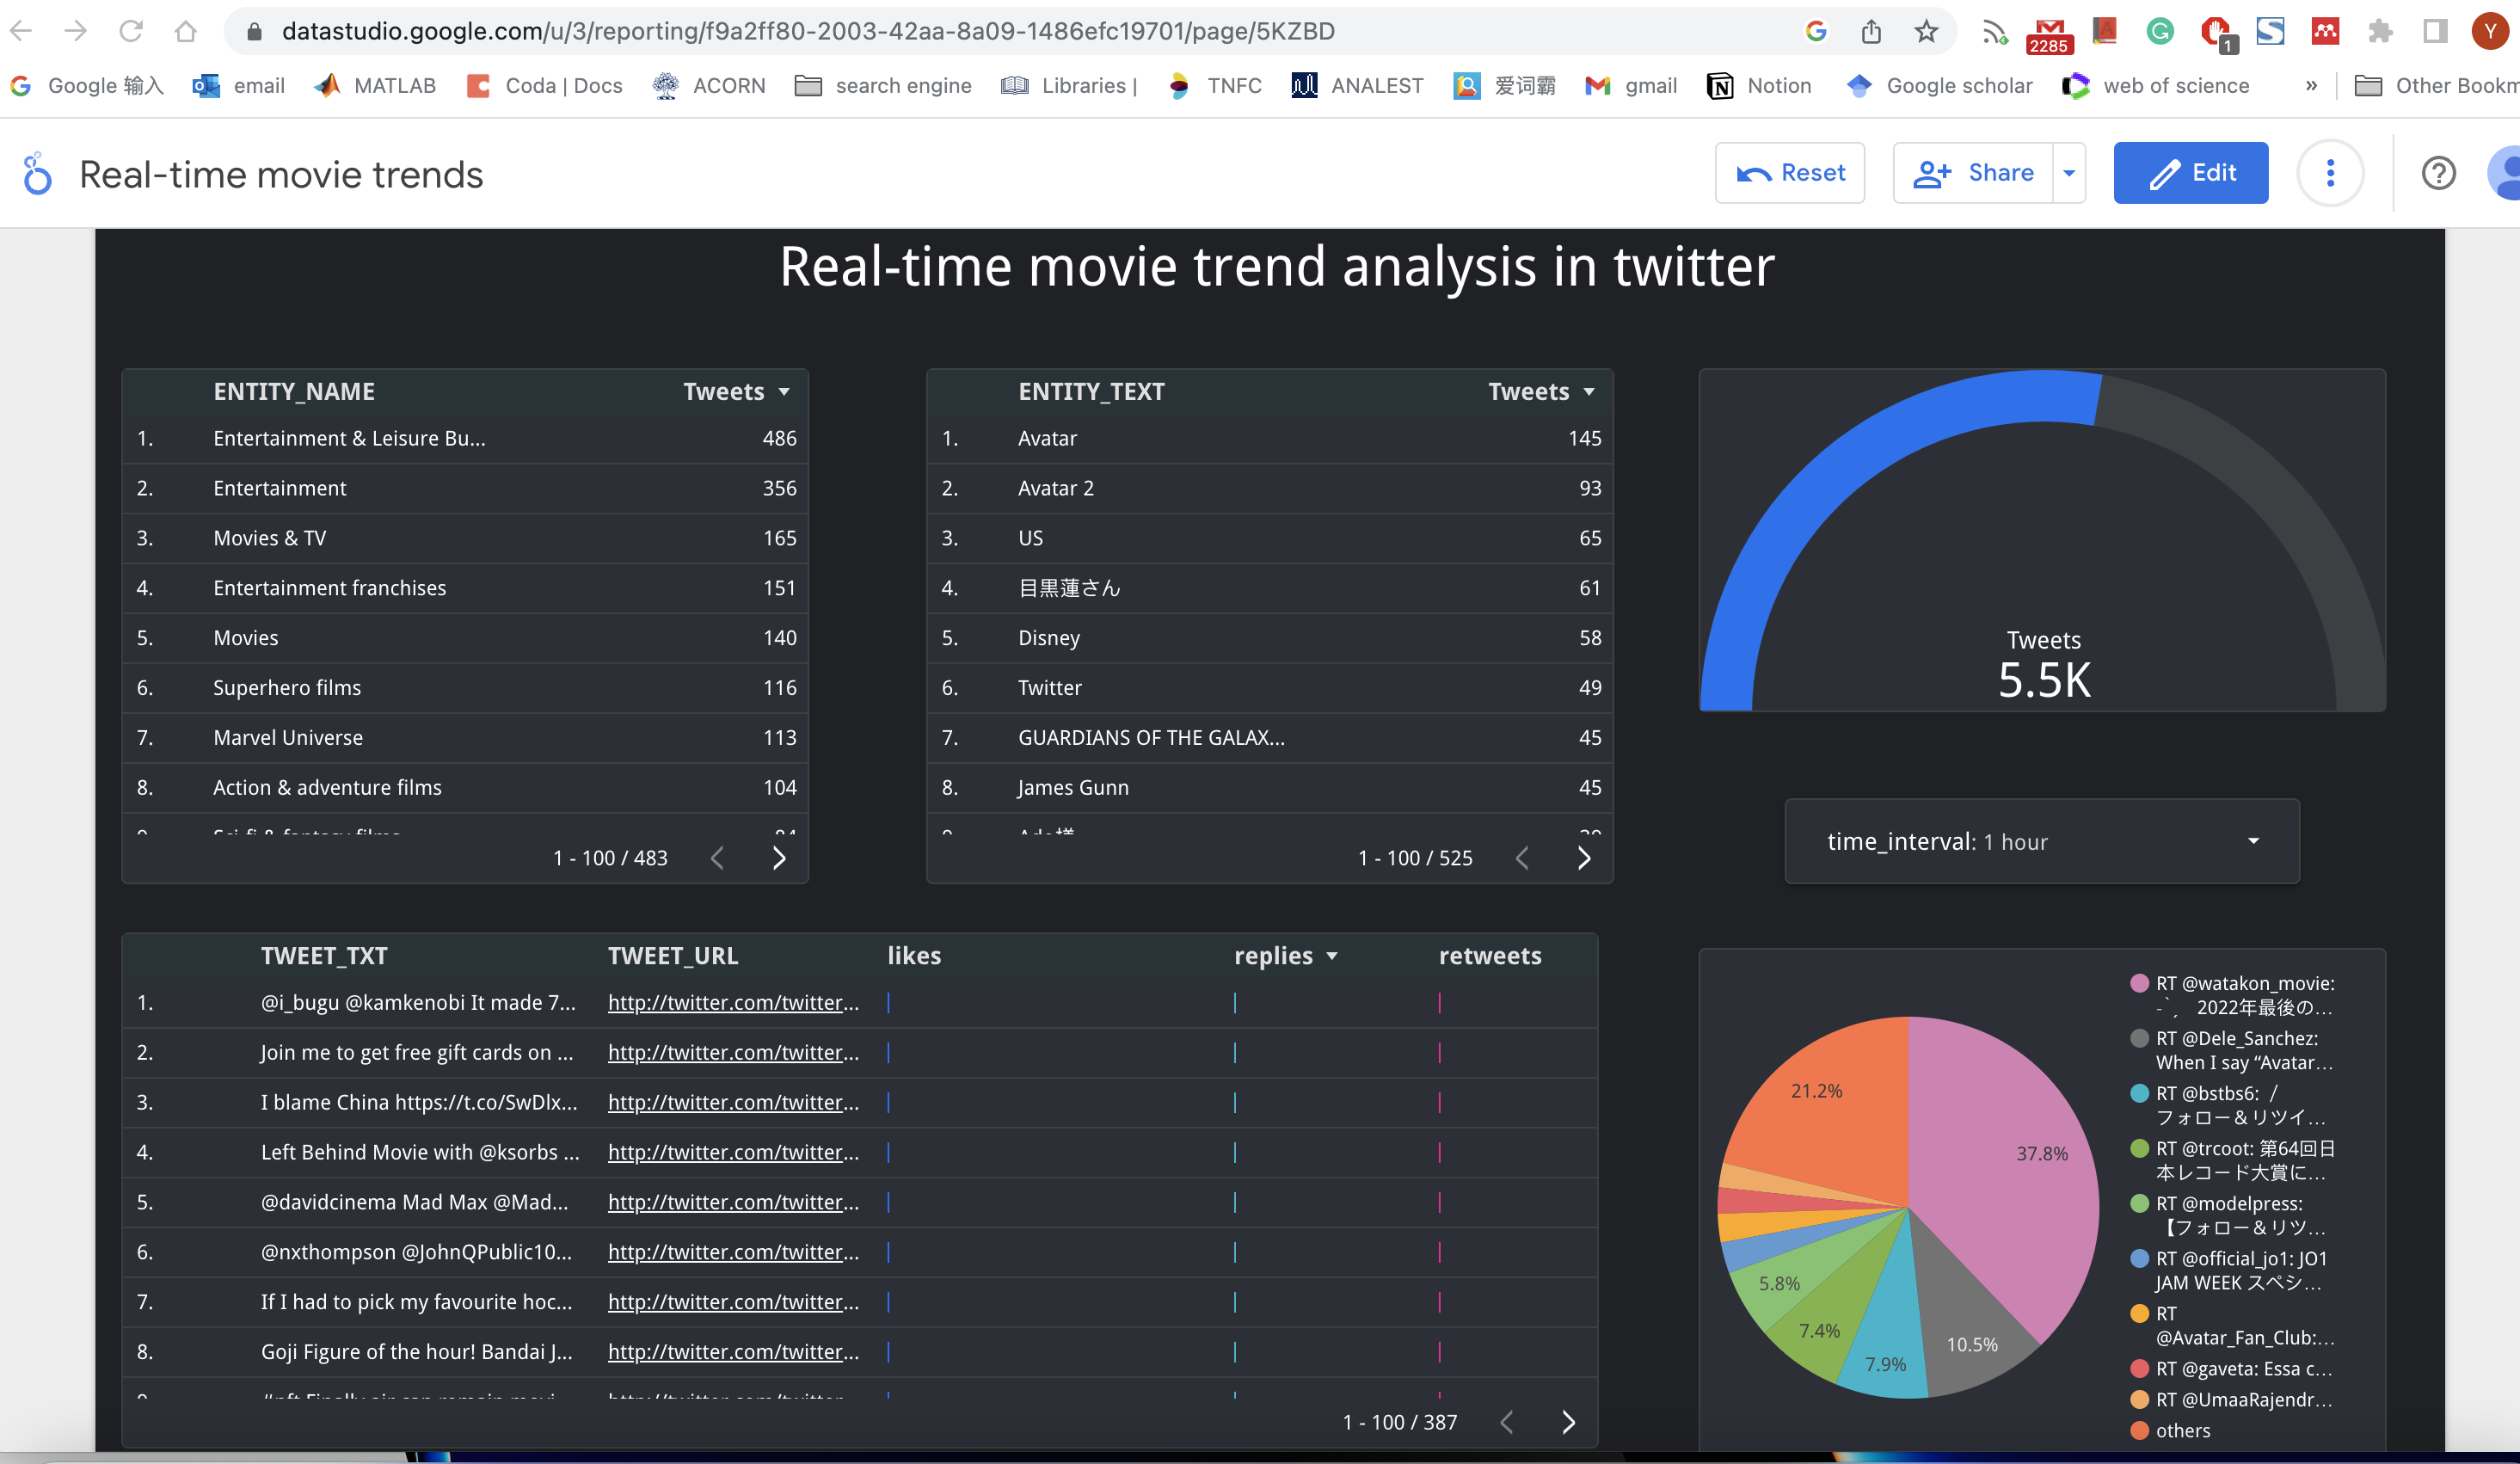 datastudio.google.com/u/3/reporting/f9a2ff80-2003-42aa-8a09-1486efc19701/page/5KZBD
2285
1
Y
Google 输入 email MATLAB Coda | Docs ACORN search engine Libraries | TNFC ANALEST 爱词霸 gmail Notion Google scholar web of science » Other Bookm
Real-time movie trends
Reset Share Edit
Real-time movie trend analysis in twitter
ENTITY_NAME Tweets
1. Entertainment & Leisure Bu... 486
2. Entertainment 356
3. Movies & TV 165
4. Entertainment franchises 151
5. Movies 140
6. Superhero films 116
7. Marvel Universe 113
8. Action & adventure films 104
1 - 100 / 483
ENTITY_TEXT Tweets
1. Avatar 145
2. Avatar 2 93
3. US 65
4. 目黒蓮さん 61
5. Disney 58
6. Twitter 49
7. GUARDIANS OF THE GALAX... 45
8. James Gunn 45
1 - 100 / 525
Tweets
5.5K
time_interval: 1 hour
TWEET_TXT TWEET_URL likes replies retweets
1. @i_bugu @kamkenobi It made 7... http://twitter.com/twitter...
2. Join me to get free gift cards on ... http://twitter.com/twitter...
3. I blame China https://t.co/SwDlx... http://twitter.com/twitter...
4. Left Behind Movie with @ksorbs ... http://twitter.com/twitter...
5. @davidcinema Mad Max @Mad... http://twitter.com/twitter...
6. @nxthompson @JohnQPublic10... http://twitter.com/twitter...
7. If I had to pick my favourite hoc... http://twitter.com/twitter...
8. Goji Figure of the hour! Bandai J... http://twitter.com/twitter...
1 - 100 / 387
37.8%
10.5%
7.9%
7.4%
5.8%
21.2%
RT @watakon_movie:
-`, 2022年最後の...
RT @Dele_Sanchez:
When I say “Avatar...
RT @bstbs6: /
フォロー＆リツイ...
RT @trcoot: 第64回日
本レコード大賞に...
RT @modelpress:
【フォロー＆リツ...
RT @official_jo1: JO1
JAM WEEK スペシ...
RT
@Avatar_Fan_Club:...
RT @gaveta: Essa c...
RT @UmaaRajendr...
others